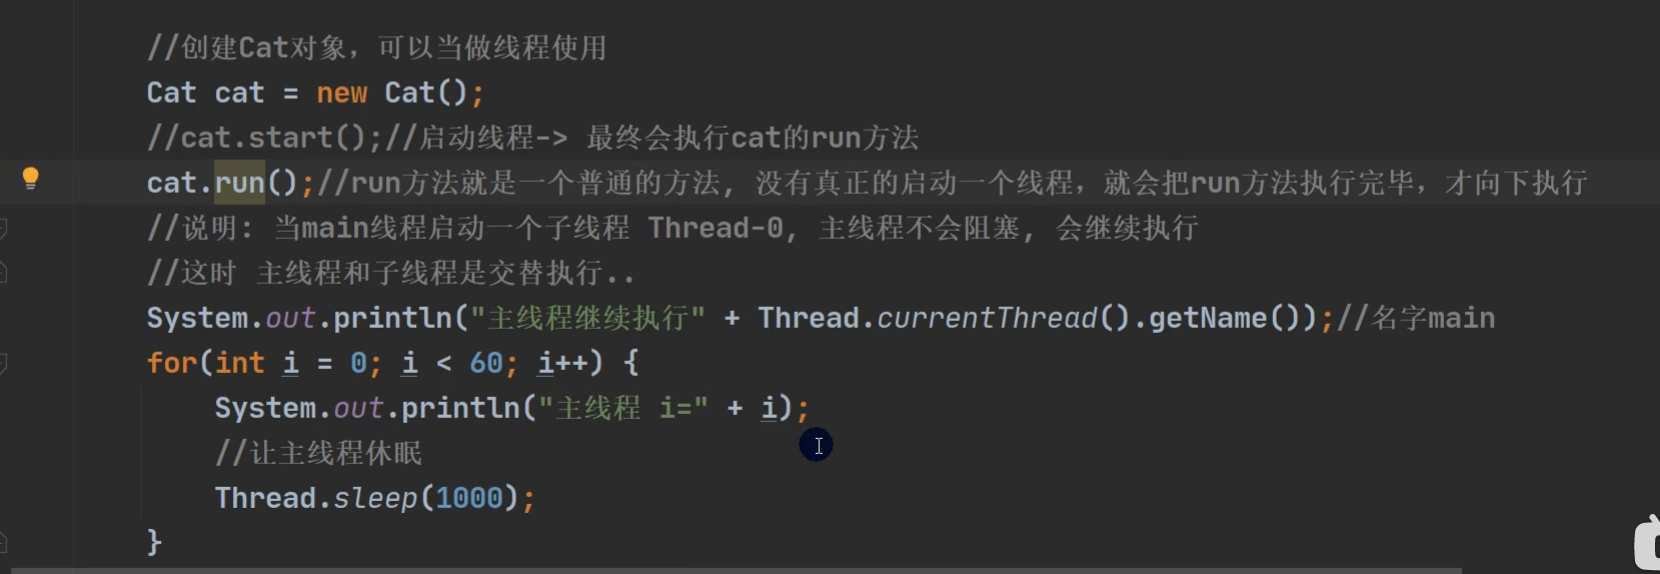 //创建Cat对象，可以当做线程使用
Cat cat = new Cat();
//cat.start();//启动线程-> 最终会执行cat的run方法
cat.run();//run方法就是一个普通的方法, 没有真正的启动一个线程，就会把run方法执行完毕，才向下执行
//说明: 当main线程启动一个子线程 Thread-0, 主线程不会阻塞, 会继续执行
//这时 主线程和子线程是交替执行..
System.out.println("主线程继续执行" + Thread.currentThread().getName());//名字main
for(int i = 0; i < 60; i++) {
System.out.println("主线程 i=" + i);
//让主线程休眠
Thread.sleep(1000);
}